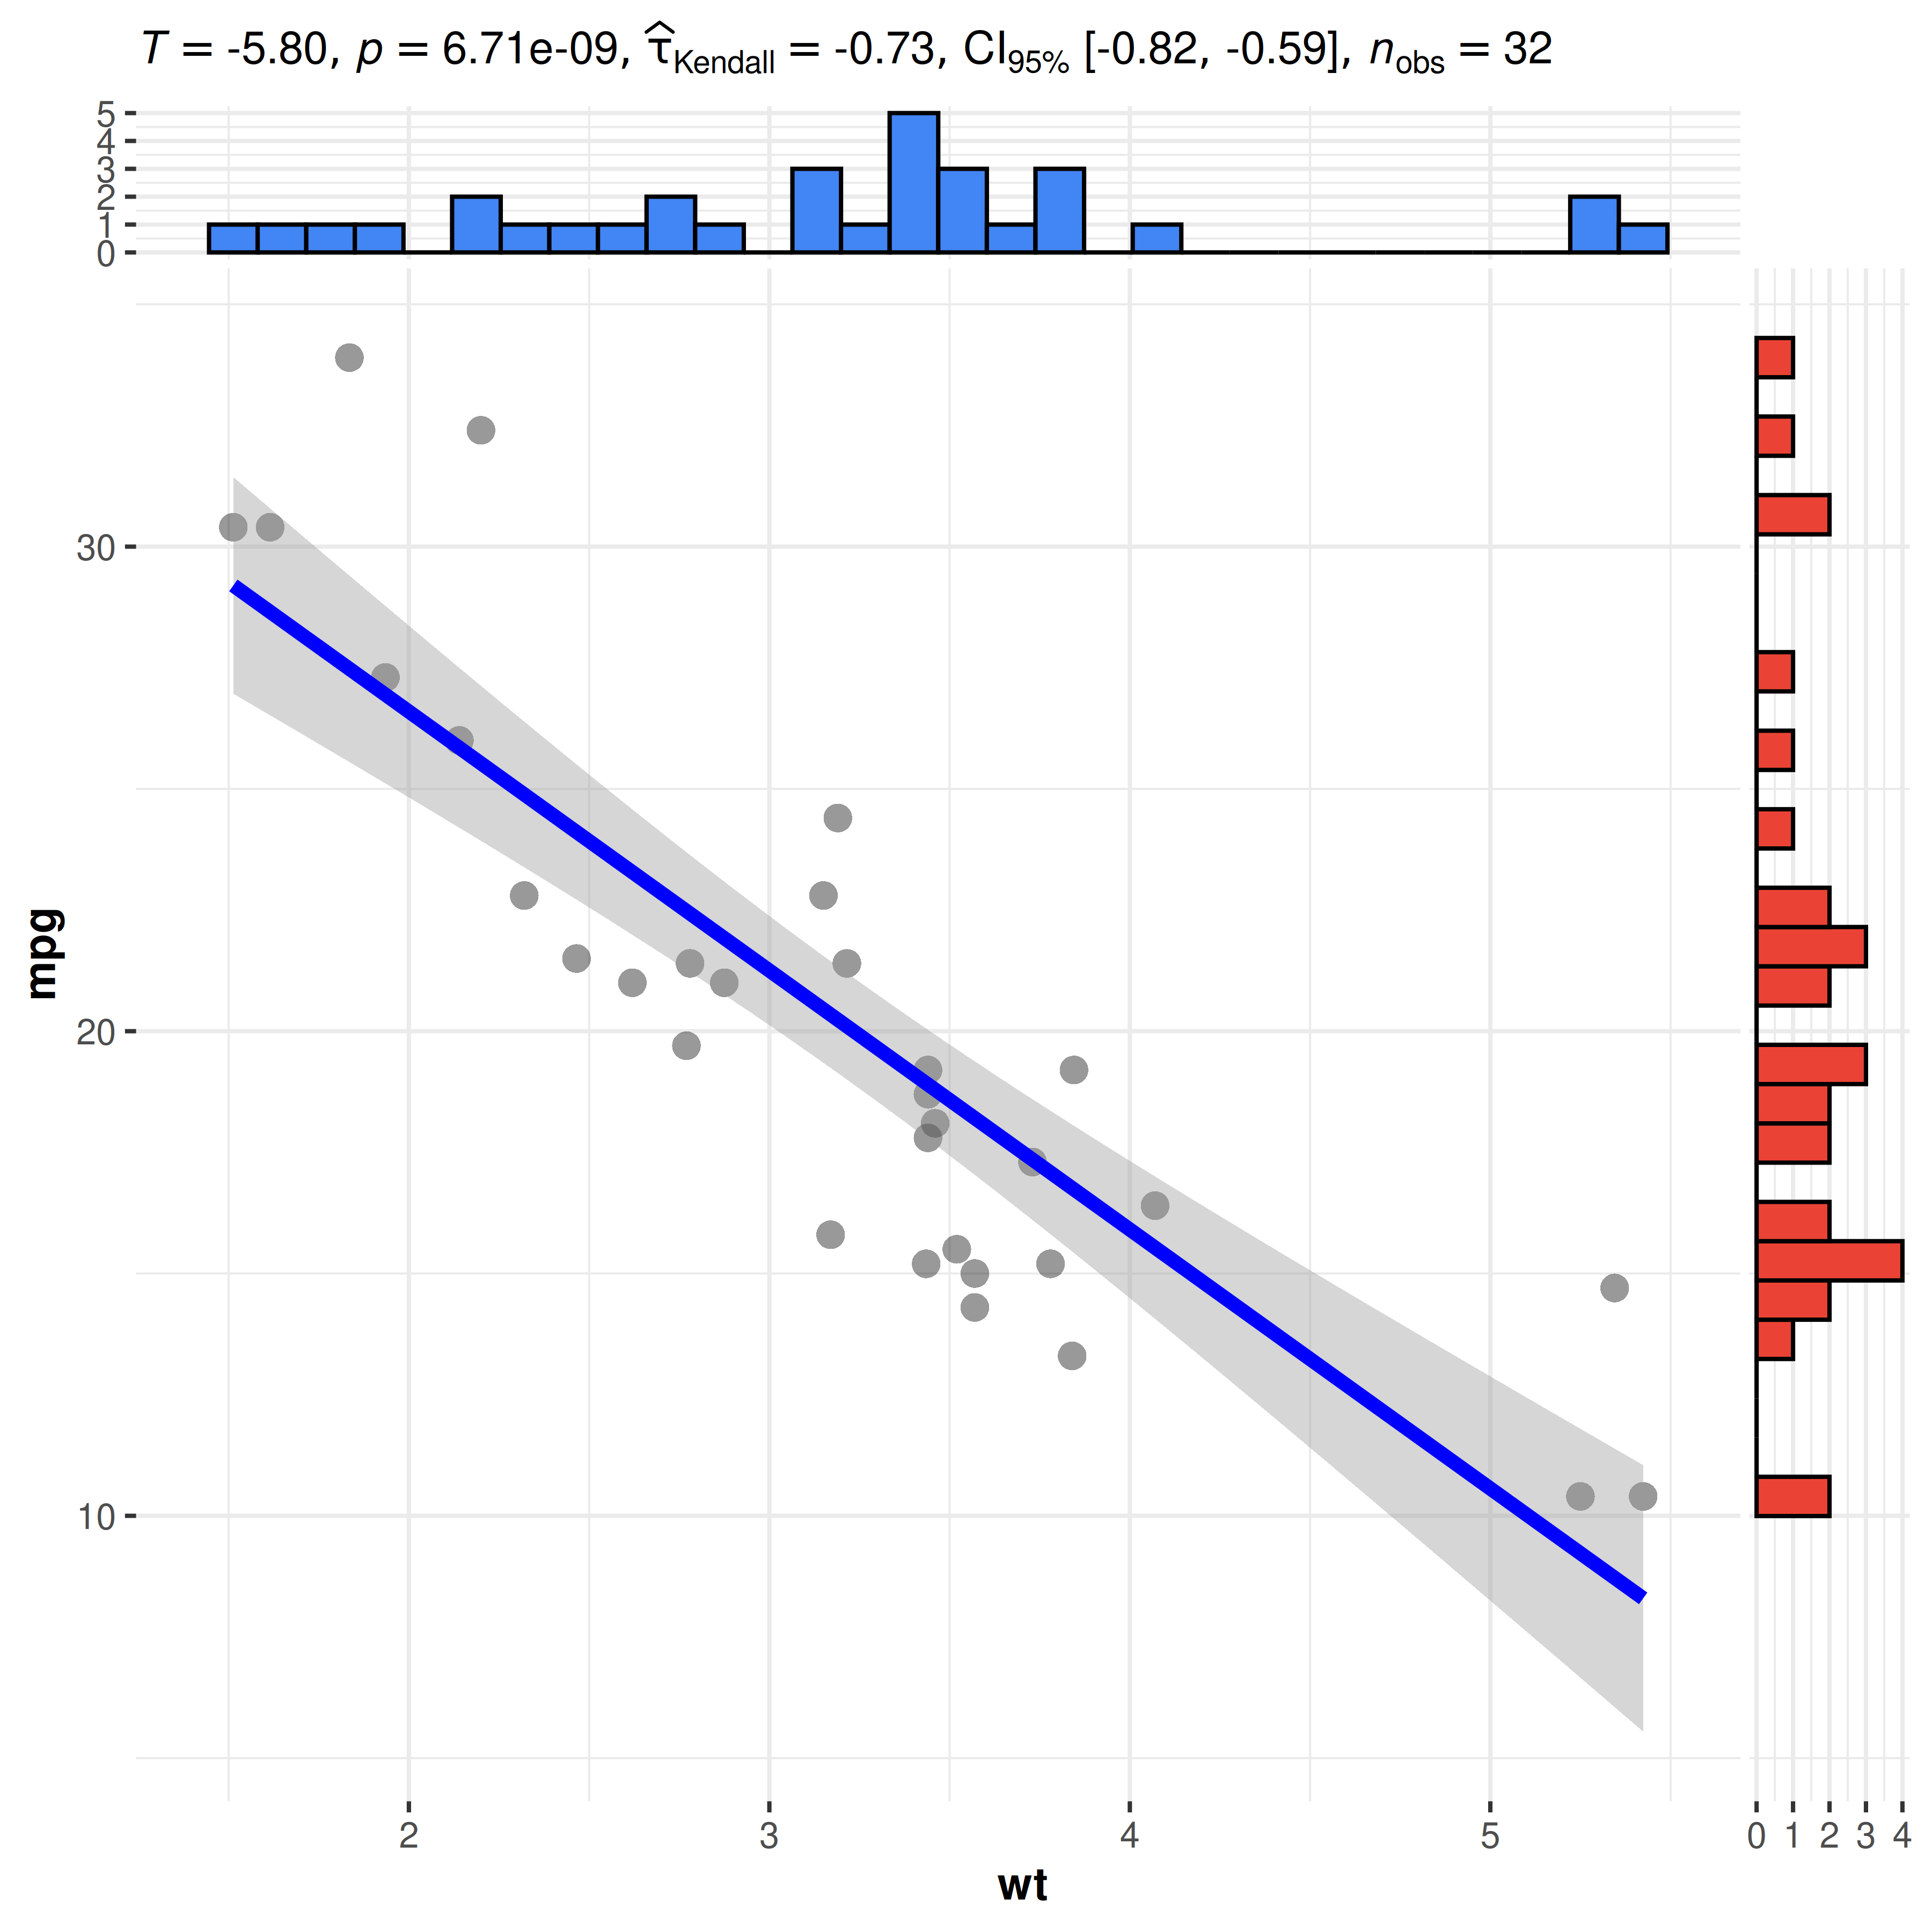 T = -5.80, p = 6.71e-09, τ̂Kendall = -0.73, CI95% [-0.82, -0.59], nobs = 32
5
4
3
2
1
0
30
20
10
mpg
2 3 4 5
0 1 2 3 4
wt